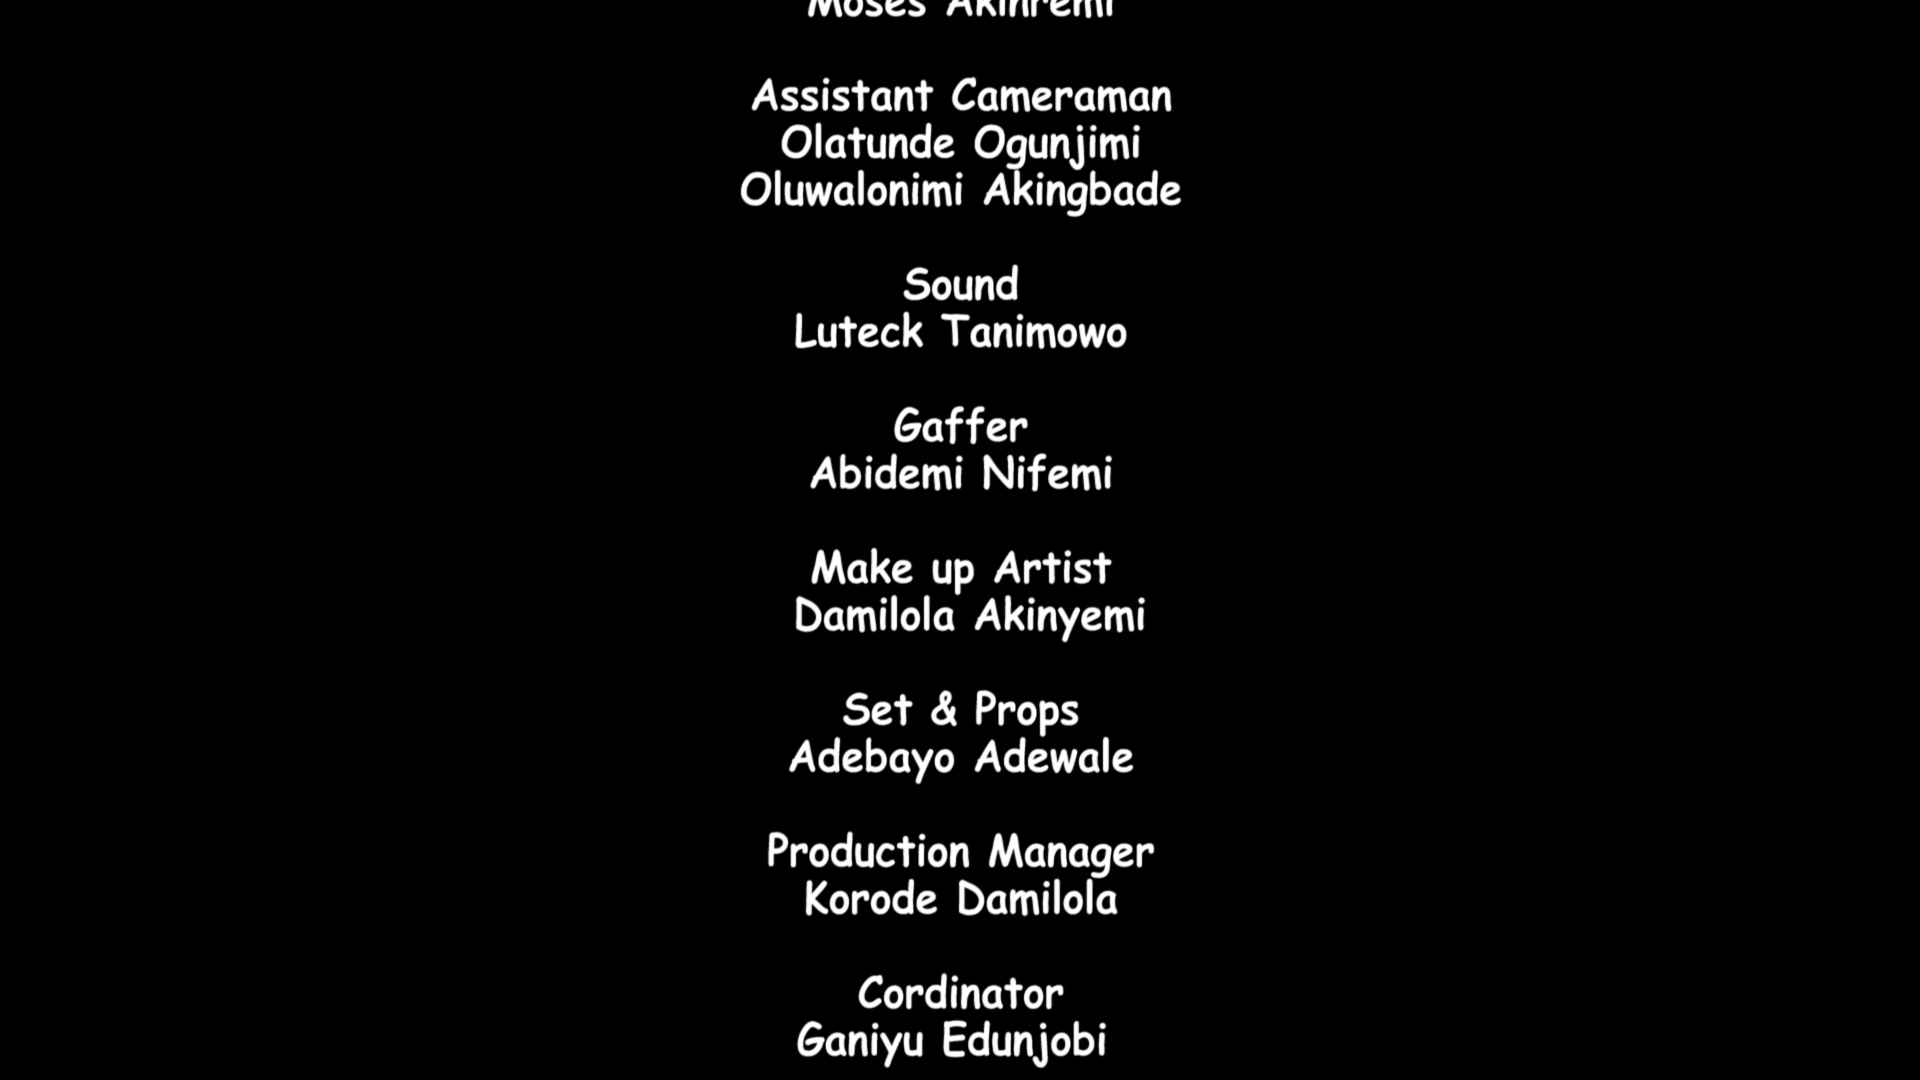 Moses Akinremi
Assistant Cameraman
Olatunde Ogunjimi
Oluwalonimi Akingbade
Sound
Luteck Tanimowo
Gaffer
Abidemi Nifemi
Make up Artist
Damilola Akinyemi
Set & Props
Adebayo Adewale
Production Manager
Korode Damilola
Cordinator
Ganiyu Edunjobi